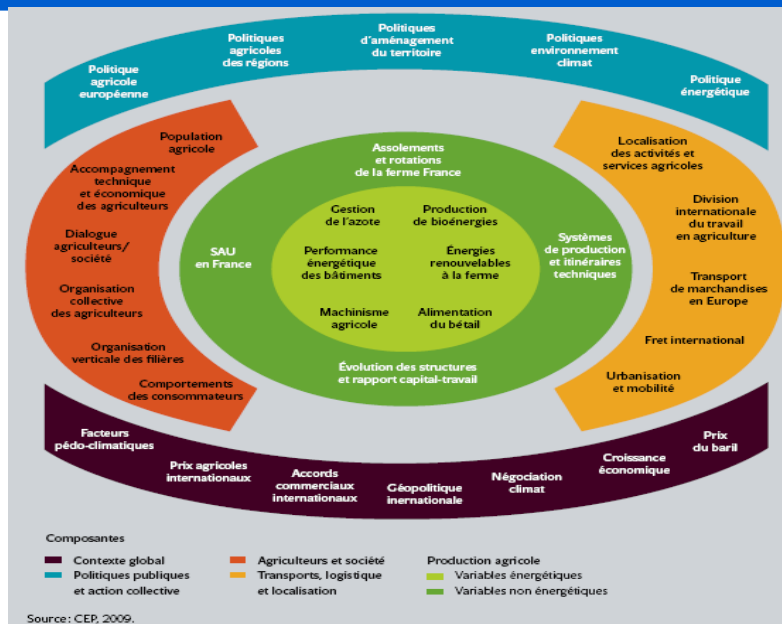 Politique
agricole
européenne
Politiques
agricoles
des régions
Politiques
d'aménagement
du territoire
Politiques
environnement
climat
Politique
énergétique
Population
agricole
Accompagnement
technique
et économique
des agriculteurs
Dialogue
agriculteurs/
société
Organisation
collective
des agriculteurs
Organisation
verticale des filières
Comportements
des consommateurs
Assolements
et rotations
de la ferme France
SAU
en France
Systèmes
de production
et itinéraires
techniques
Évolution des structures
et rapport capital-travail
Gestion
de l'azote
Production
de bioénergies
Performance
énergétique
des bâtiments
Énergies
renouvelables
à la ferme
Machinisme
agricole
Alimentation
du bétail
Localisation
des activités et
services agricoles
Division
internationale
du travail
en agriculture
Transport
de marchandises
en Europe
Fret international
Urbanisation
et mobilité
Facteurs
pédo-climatiques
Prix agricoles
internationaux
Accords
commerciaux
internationaux
Géopolitique
inernationale
Négociation
climat
Croissance
économique
Prix
du baril
Composantes
Contexte global
Politiques publiques
et action collective
Agriculteurs et société
Transports, logistique
et localisation
Production agricole
Variables énergétiques
Variables non énergétiques
Source: CEP, 2009.